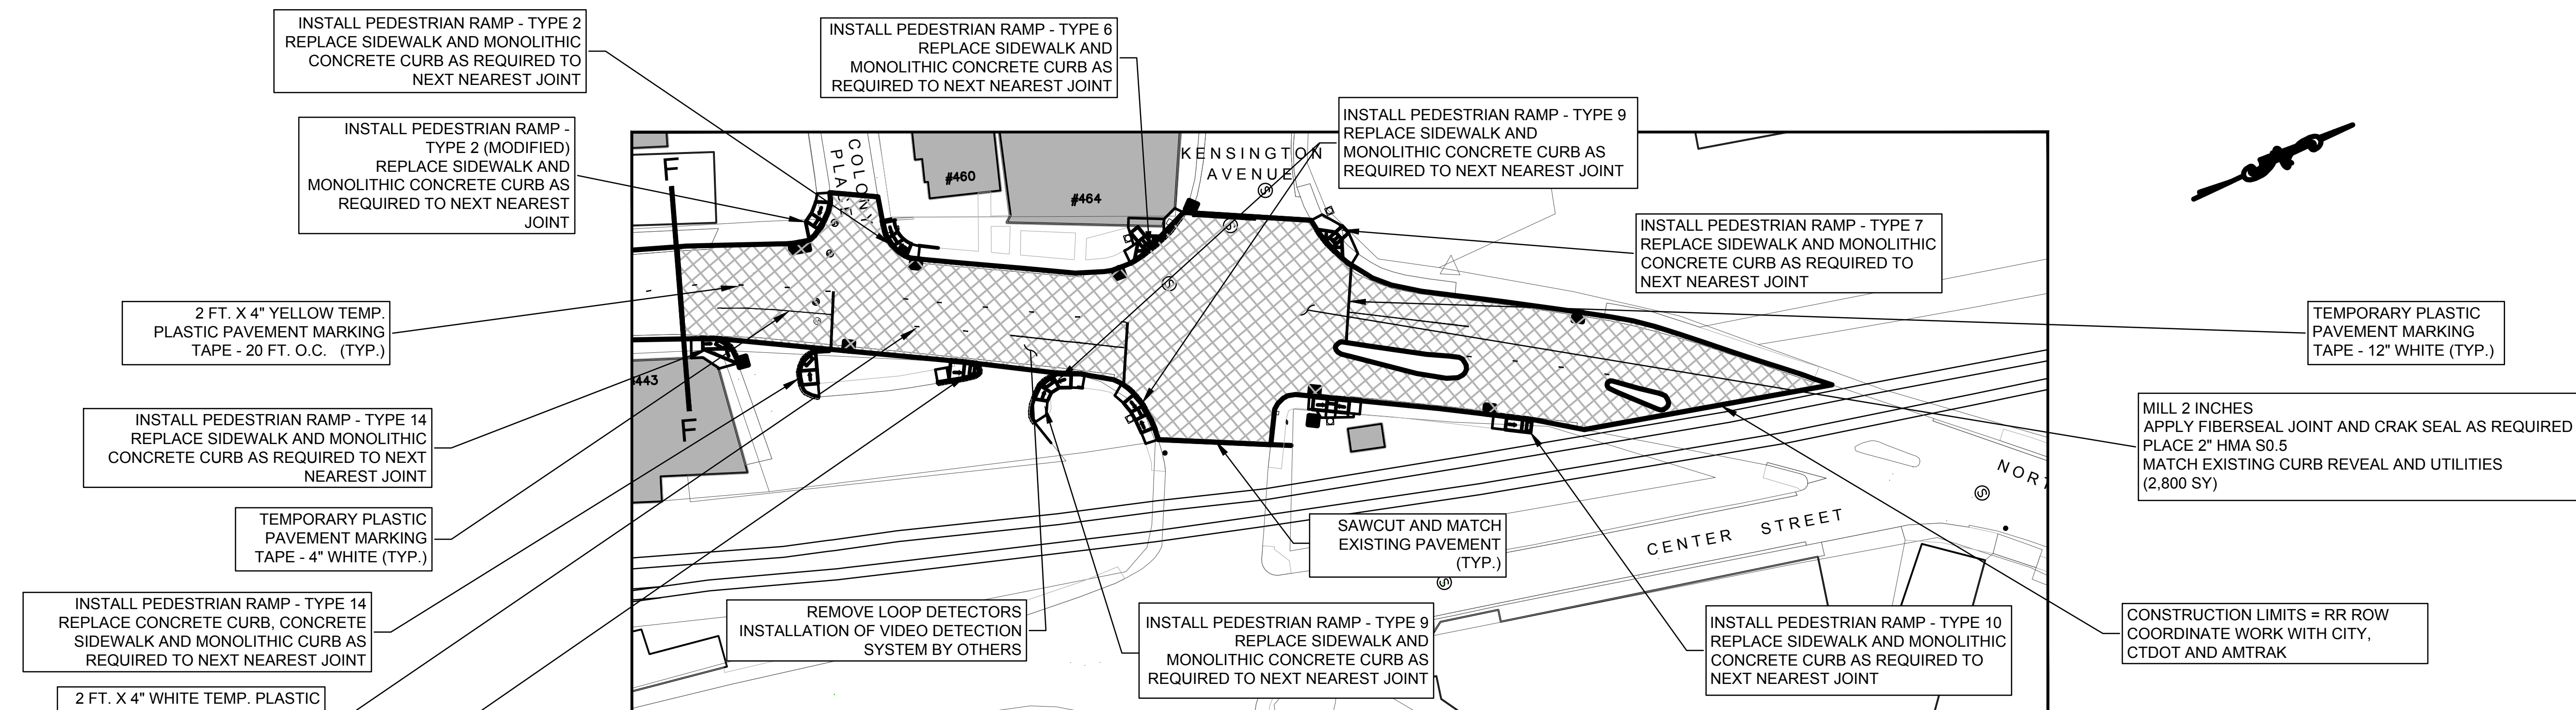 INSTALL PEDESTRIAN RAMP - TYPE 2
REPLACE SIDEWALK AND MONOLITHIC
CONCRETE CURB AS REQUIRED TO
NEXT NEAREST JOINT
INSTALL PEDESTRIAN RAMP - TYPE 6
REPLACE SIDEWALK AND
MONOLITHIC CONCRETE CURB AS
REQUIRED TO NEXT NEAREST JOINT
INSTALL PEDESTRIAN RAMP - TYPE 9
REPLACE SIDEWALK AND
MONOLITHIC CONCRETE CURB AS
REQUIRED TO NEXT NEAREST JOINT
INSTALL PEDESTRIAN RAMP -
TYPE 2 (MODIFIED)
REPLACE SIDEWALK AND
MONOLITHIC CONCRETE CURB AS
REQUIRED TO NEXT NEAREST
JOINT
F
#460
#464
KENSINGTON
AVENUE
S
S
S
INSTALL PEDESTRIAN RAMP - TYPE 7
REPLACE SIDEWALK AND MONOLITHIC
CONCRETE CURB AS REQUIRED TO
NEXT NEAREST JOINT
2 FT. X 4" YELLOW TEMP.
PLASTIC PAVEMENT MARKING
TAPE - 20 FT. O.C. (TYP.)
TEMPORARY PLASTIC
PAVEMENT MARKING
TAPE - 12" WHITE (TYP.)
443
F
INSTALL PEDESTRIAN RAMP - TYPE 14
REPLACE SIDEWALK AND MONOLITHIC
CONCRETE CURB AS REQUIRED TO NEXT
NEAREST JOINT
MILL 2 INCHES
APPLY FIBERSEAL JOINT AND CRAK SEAL AS REQUIRED
PLACE 2" HMA S0.5
MATCH EXISTING CURB REVEAL AND UTILITIES
(2,800 SY)
TEMPORARY PLASTIC
PAVEMENT MARKING
TAPE - 4" WHITE (TYP.)
SAWCUT AND MATCH
EXISTING PAVEMENT
(TYP.)
CENTER STREET
S
S
INSTALL PEDESTRIAN RAMP - TYPE 14
REPLACE CONCRETE CURB, CONCRETE
SIDEWALK AND MONOLITHIC CURB AS
REQUIRED TO NEXT NEAREST JOINT
REMOVE LOOP DETECTORS
INSTALLATION OF VIDEO DETECTION
SYSTEM BY OTHERS
INSTALL PEDESTRIAN RAMP - TYPE 9
REPLACE SIDEWALK AND
MONOLITHIC CONCRETE CURB AS
REQUIRED TO NEXT NEAREST JOINT
INSTALL PEDESTRIAN RAMP - TYPE 10
REPLACE SIDEWALK AND MONOLITHIC
CONCRETE CURB AS REQUIRED TO
NEXT NEAREST JOINT
CONSTRUCTION LIMITS = RR ROW
COORDINATE WORK WITH CITY,
CTDOT AND AMTRAK
2 FT. X 4" WHITE TEMP. PLASTIC